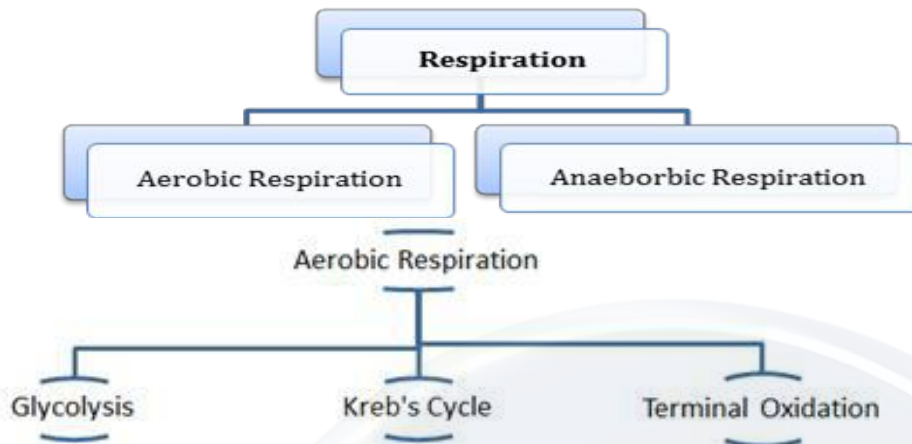 Respiration
Aerobic Respiration
Anaeborbic Respiration
Aerobic Respiration
Glycolysis
Kreb's Cycle
Terminal Oxidation